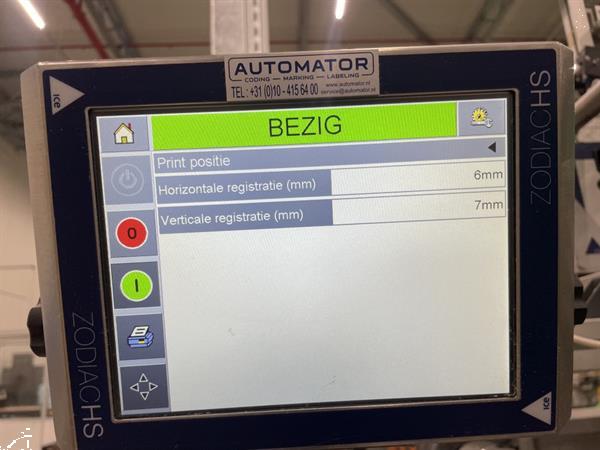 AUTOMATOR
CODING — MARKING — LABELING
TEL : +31 (0)10 - 415 64 00
service@automator.nl
www.automator.nl
ice
ZODIACHS
BEZIG
Print positie
Horizontale registratie (mm) 6mm
Verticale registratie (mm) 7mm
0
I
ZODIACHS
ice